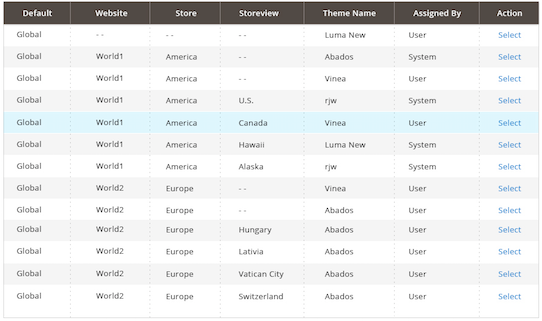 Default Website Store Storeview Theme Name Assigned By Action
Global - - - - - - Luma New User Select
Global World1 America - - Abados System Select
Global World1 America - - Vinea User Select
Global World1 America U.S. rjw System Select
Global World1 America Canada Vinea User Select
Global World1 America Hawaii Luma New System Select
Global World1 America Alaska rjw System Select
Global World2 Europe - - Vinea User Select
Global World2 Europe - - Abados User Select
Global World2 Europe Hungary Abados User Select
Global World2 Europe Lativia Abados User Select
Global World2 Europe Vatican City Abados User Select
Global World2 Europe Switzerland Abados User Select